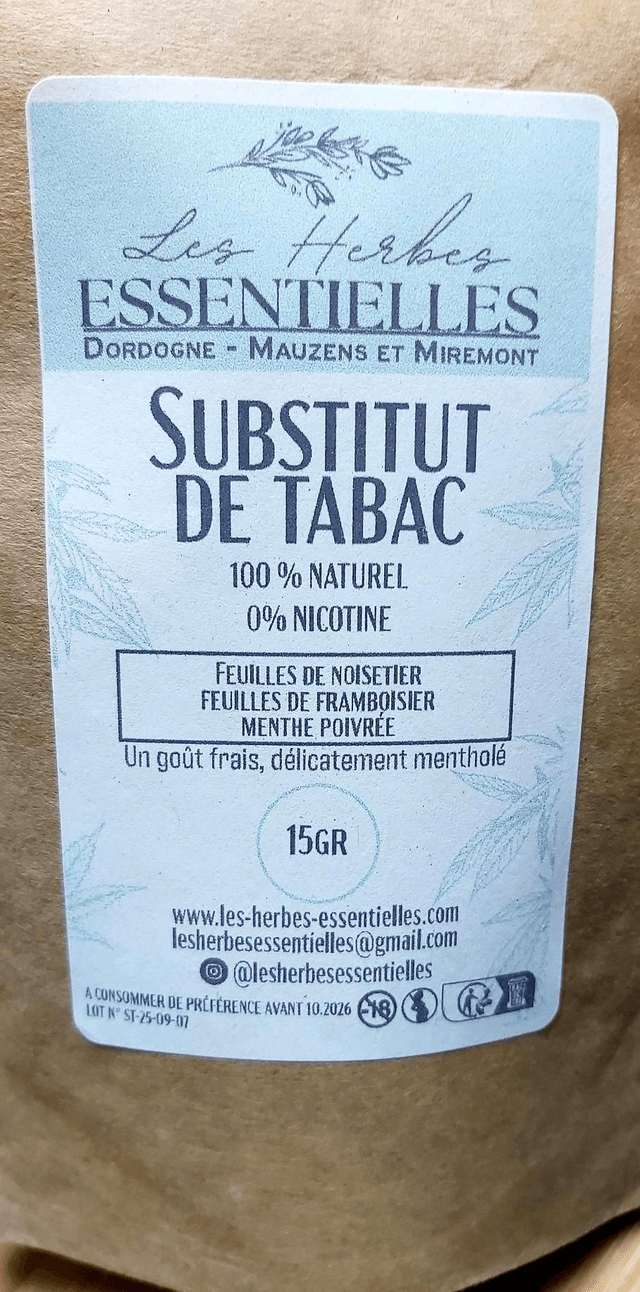 Les Herbes
ESSENTIELLES
DORDOGNE - MAUZENS ET MIREMONT
SUBSTITUT
DE TABAC
100 % NATUREL
0% NICOTINE
FEUILLES DE NOISETIER
FEUILLES DE FRAMBOISIER
MENTHE POIVRÉE
Un goût frais, délicatement mentholé
15GR
www.les-herbes-essentielles.com
lesherbesessentielles@gmail.com
@lesherbesessentielles
A CONSOMMER DE PRÉFÉRENCE AVANT 10.2026
-18
LOT N° ST-25-09-07